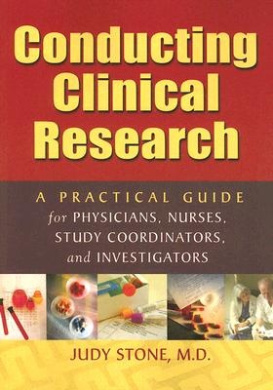 Conducting
Clinical
Research
A PRACTICAL GUIDE
for PHYSICIANS, NURSES,
STUDY COORDINATORS,
and INVESTIGATORS
JUDY STONE, M.D.